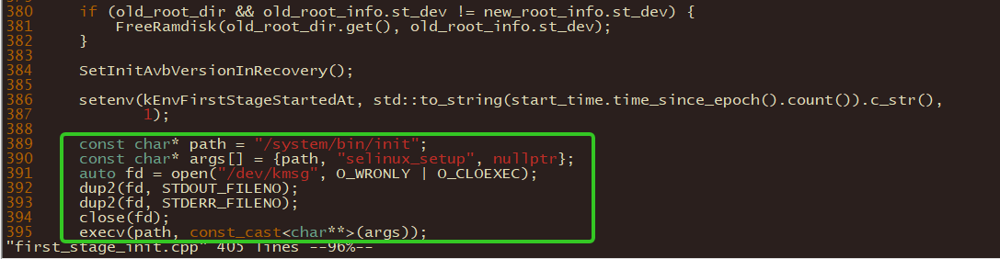 380     if (old_root_dir && old_root_info.st_dev != new_root_info.st_dev) {
381         FreeRamdisk(old_root_dir.get(), old_root_info.st_dev);
382     }
383
384     SetInitAvbVersionInRecovery();
385
386     setenv(kEnvFirstStageStartedAt, std::to_string(start_time.time_since_epoch().count()).c_str(),
387            1);
388
389     const char* path = "/system/bin/init";
390     const char* args[] = {path, "selinux_setup", nullptr};
391     auto fd = open("/dev/kmsg", O_WRONLY | O_CLOEXEC);
392     dup2(fd, STDOUT_FILENO);
393     dup2(fd, STDERR_FILENO);
394     close(fd);
395     execv(path, const_cast<char**>(args));
"first_stage_init.cpp" 405 lines --96%--